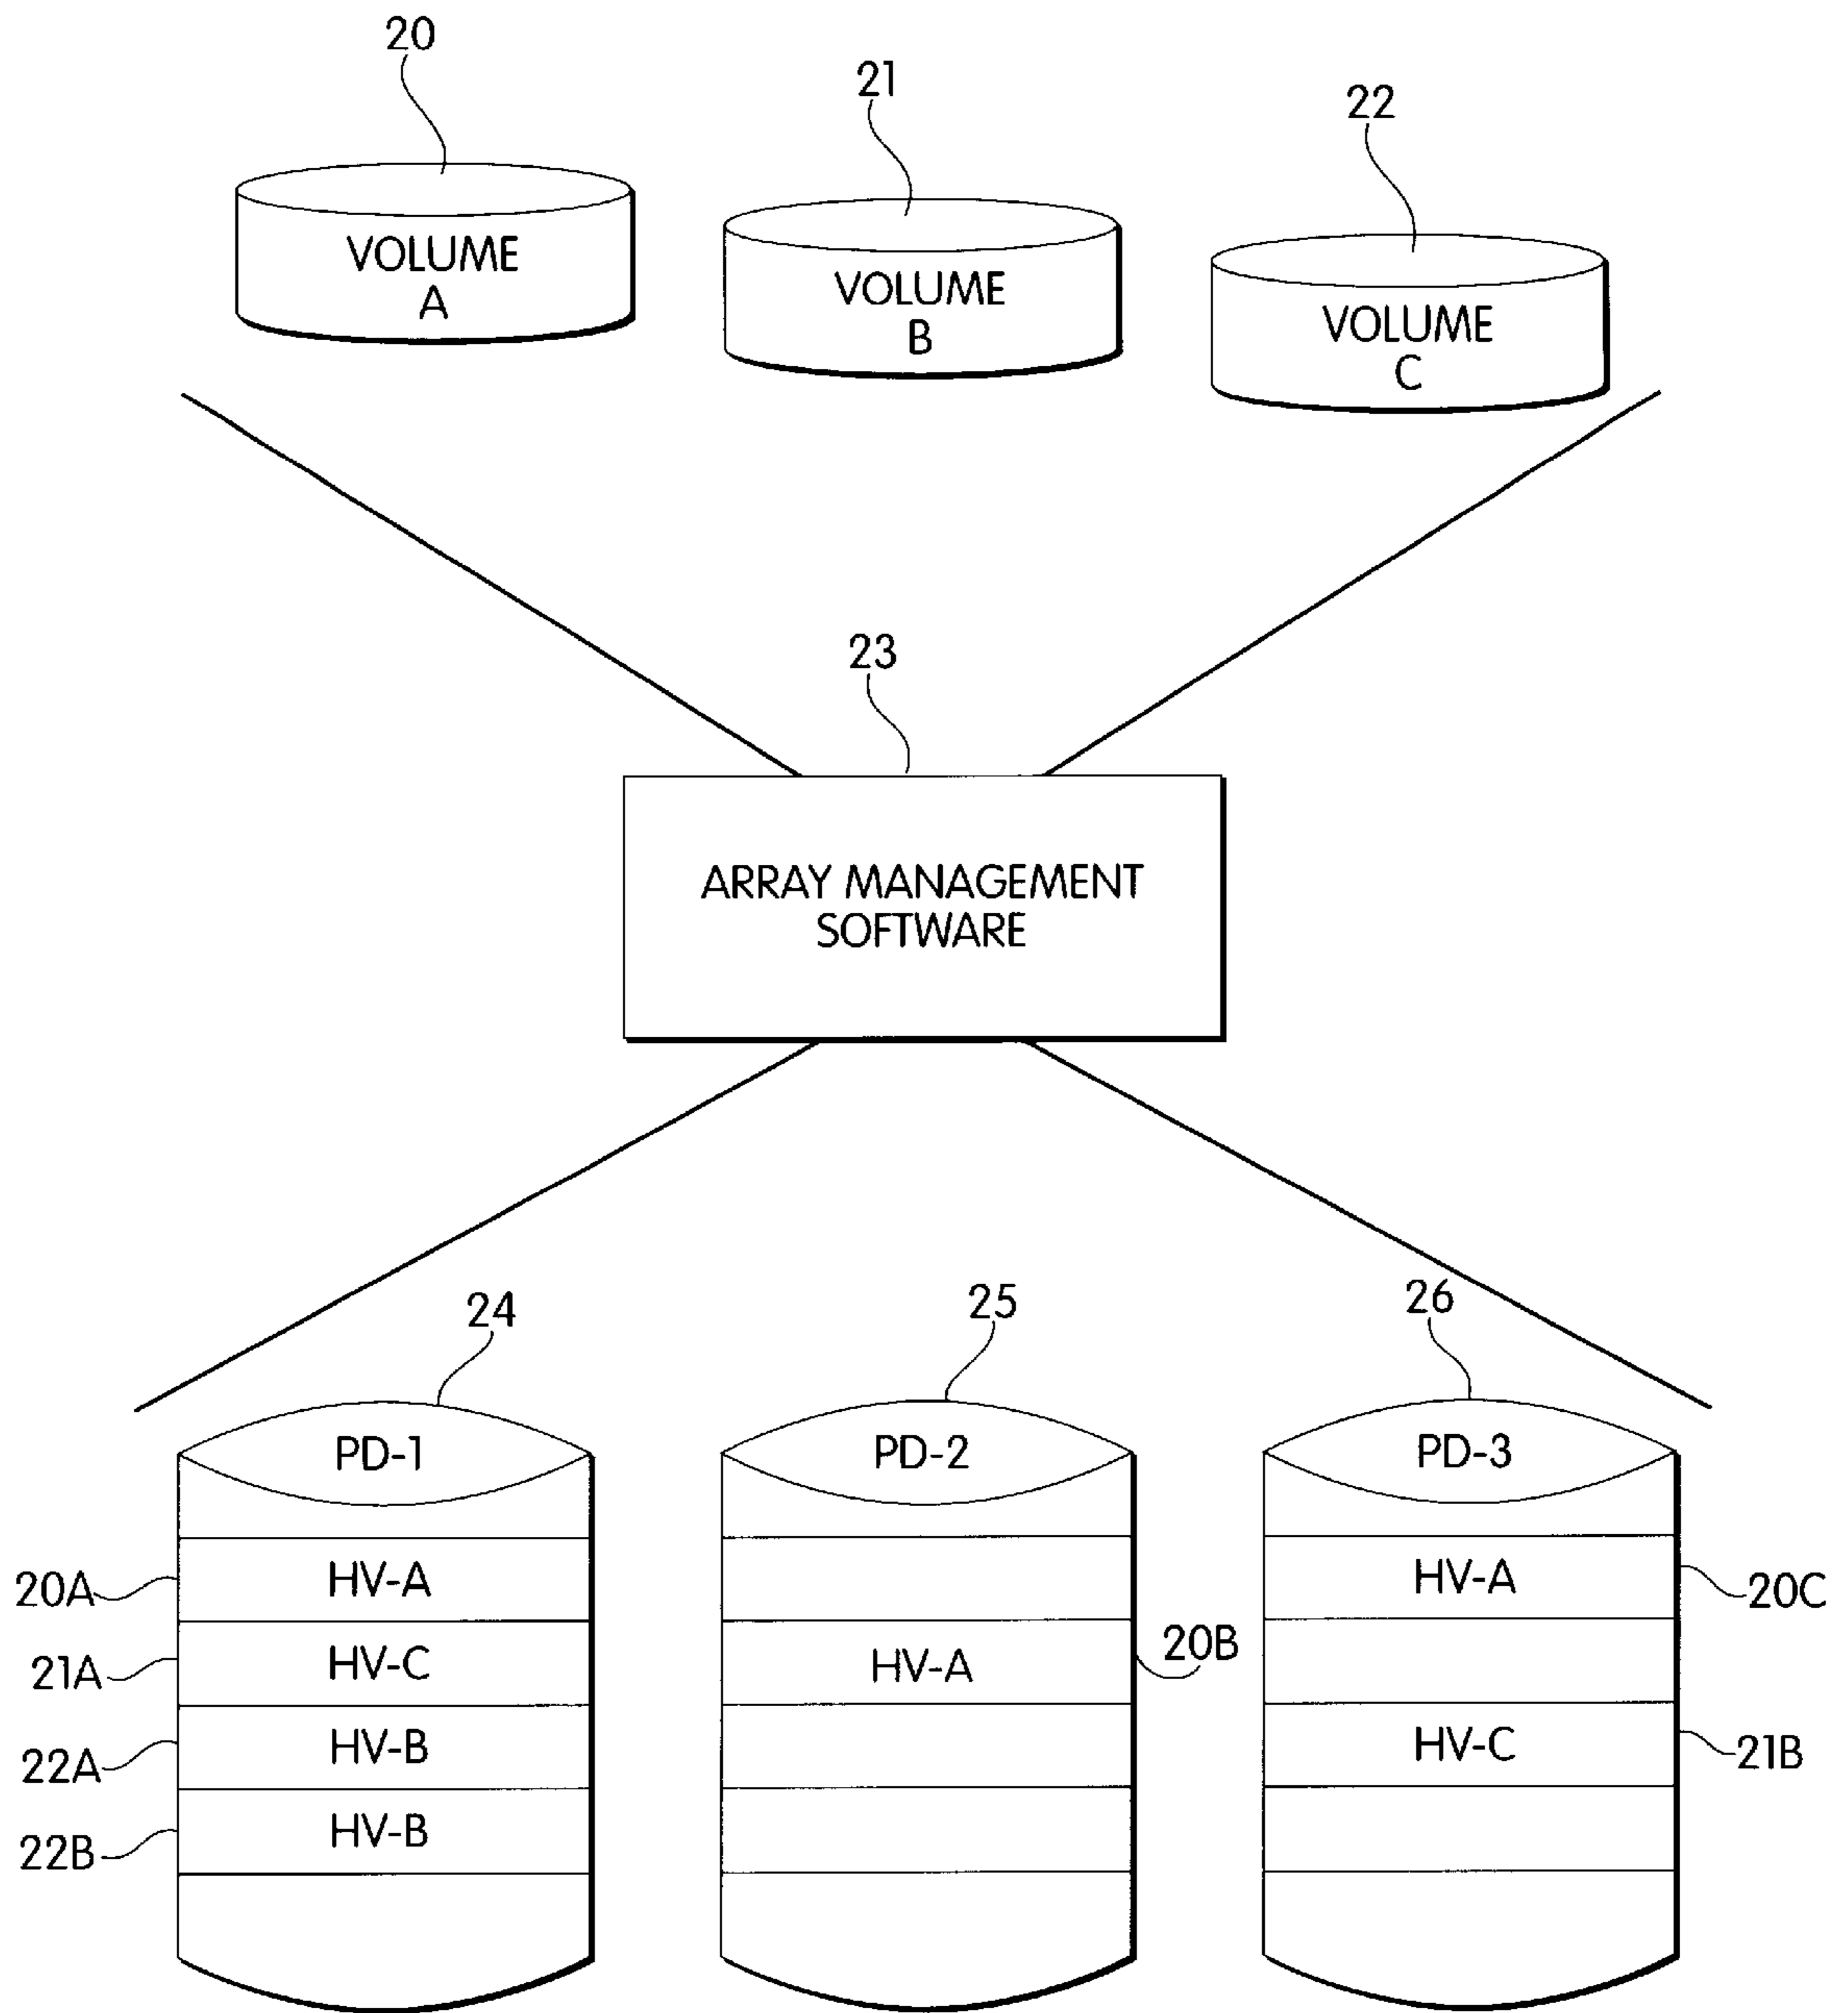 20
21
22
VOLUME
A
VOLUME
B
VOLUME
C
23
ARRAY MANAGEMENT
SOFTWARE
24
25
26
PD-1
PD-2
PD-3
20A
HV-A
HV-A
20C
21A
HV-C
HV-A
20B
22A
HV-B
HV-C
21B
22B
HV-B